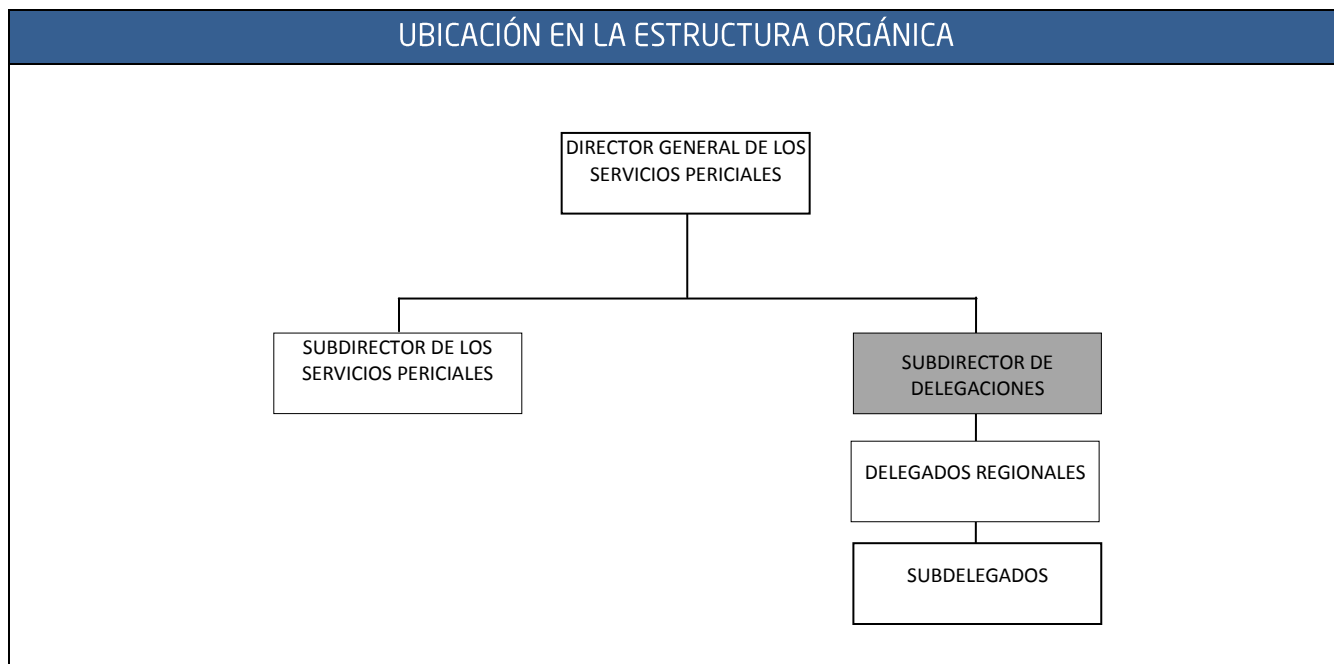 UBICACIÓN EN LA ESTRUCTURA ORGÁNICA
DIRECTOR GENERAL DE LOS
SERVICIOS PERICIALES
SUBDIRECTOR DE LOS
SERVICIOS PERICIALES
SUBDIRECTOR DE
DELEGACIONES
DELEGADOS REGIONALES
SUBDELEGADOS